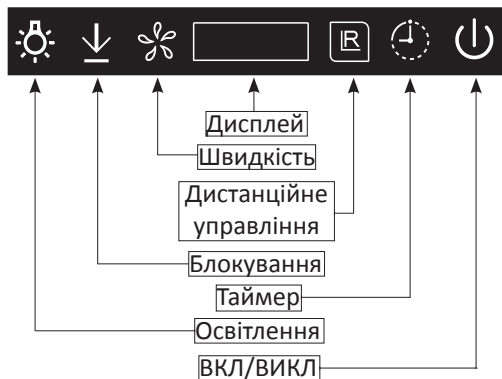 R
Дисплей
Швидкість
Дистанційне
управління
Блокування
Таймер
Освітлення
ВКЛ/ВИКЛ